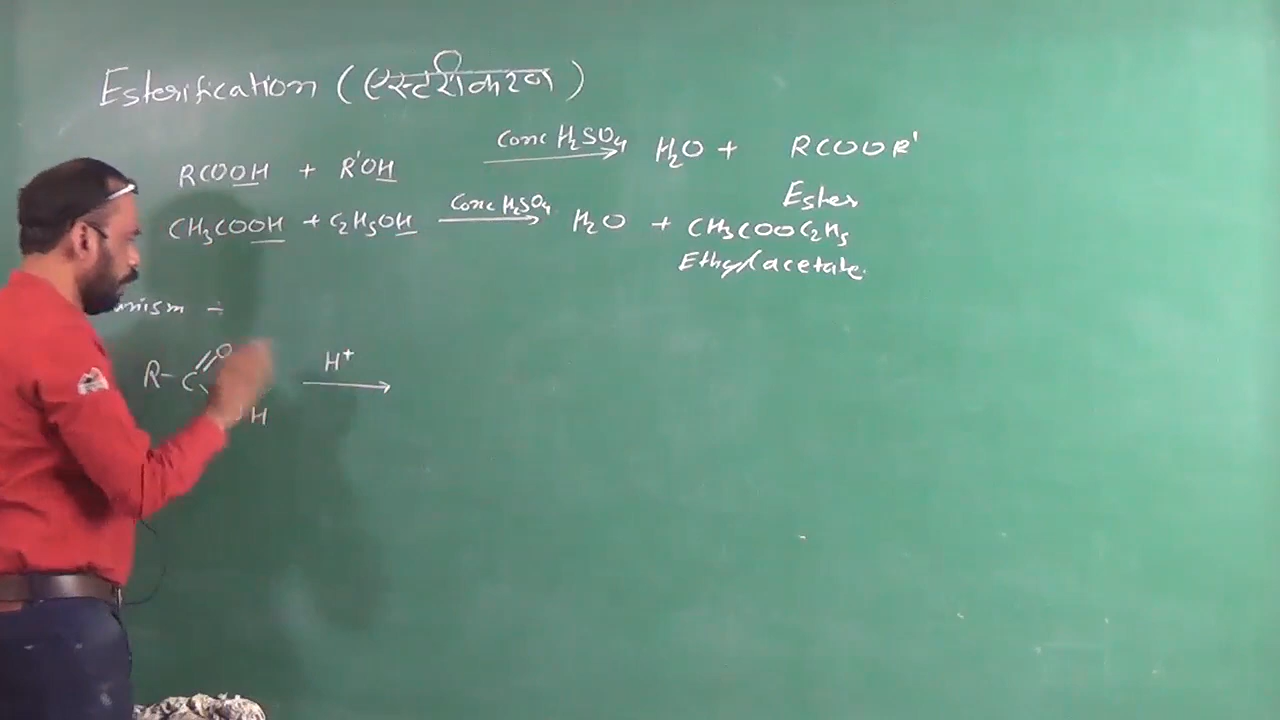 Esterification (एस्टरीकरण)
RCOOH + R'OH Conc H₂SO₄ → H₂O + RCOOR'
Ester
CH₃COOH + C₂H₅OH Conc H₂SO₄ → H₂O + CH₃COOC₂H₅
Ethyl acetate
R-C=O H H⁺ →